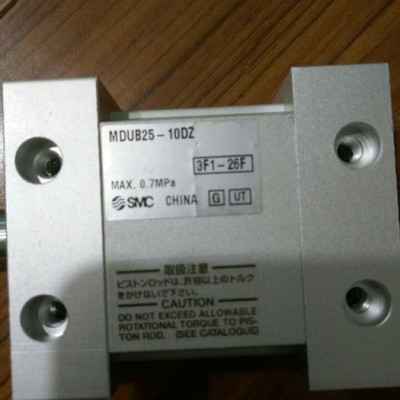 MDUB25-10DZ
3F1-26F
MAX. 0.7MPa
SMC CHINA G UT
取扱注意
ピストンロッドは、許容以上のトルク
をかけないで下さい。
CAUTION
DO NOT EXCEED ALLOWABLE
ROTATIONAL TORQUE TO PIS-
TON ROD. (SEE CATALOGUE)